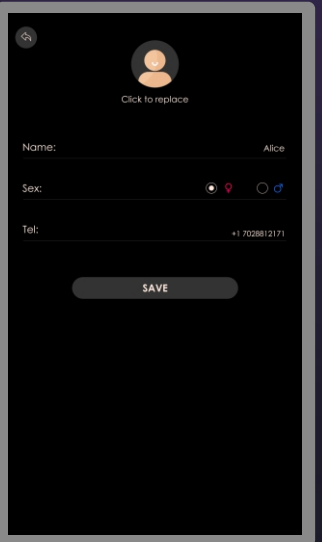 Click to replace
Name: Alice
Sex:
Tel: +1 7028812171
SAVE